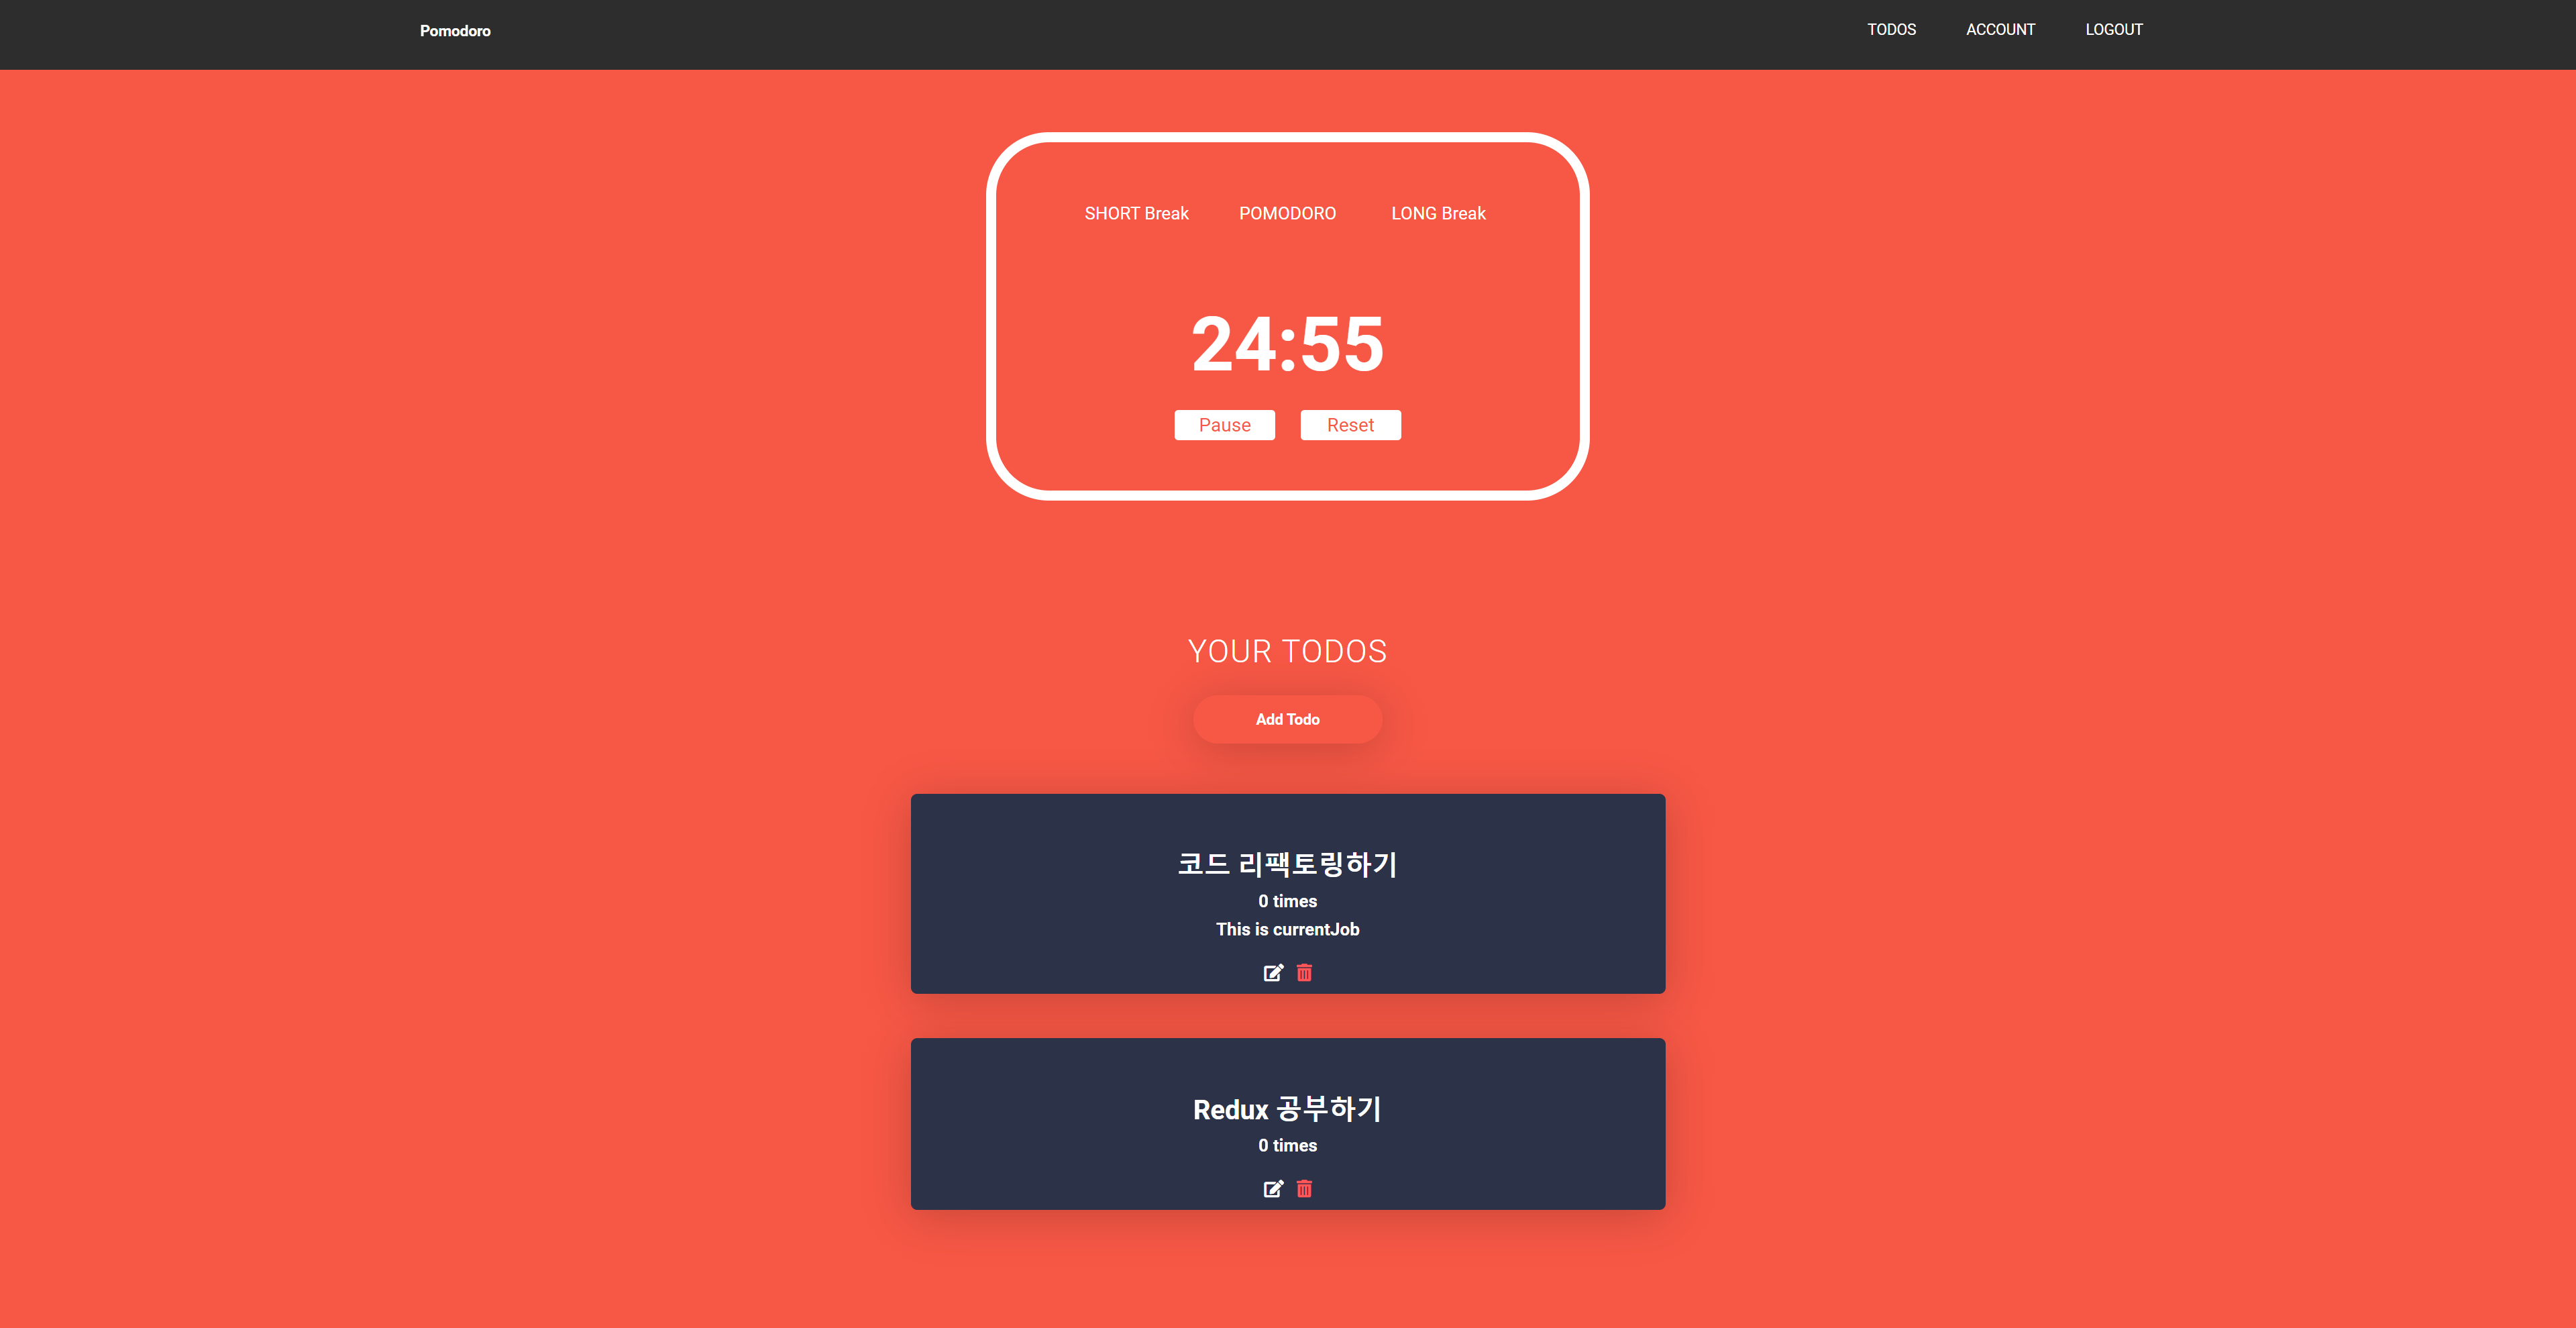 Pomodoro
TODOS ACCOUNT LOGOUT
SHORT Break POMODORO LONG Break
24:55
Pause Reset
YOUR TODOS
Add Todo
코드 리팩토링하기
0 times
This is currentJob
Redux 공부하기
0 times